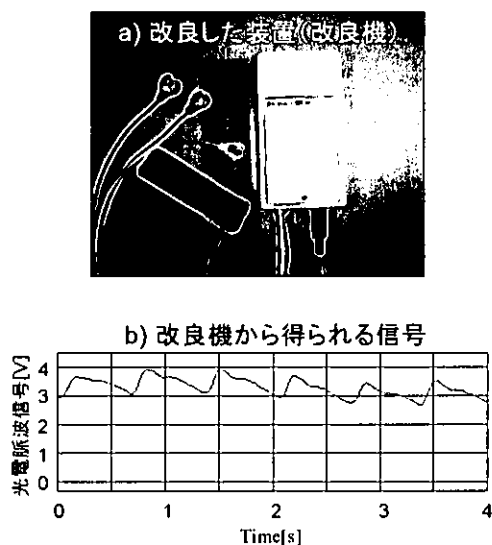 a) 改良した装置(改良機)
b) 改良機から得られる信号
光電脈波信号[V]
4
3
2
1
0
0 1 2 3 4
Time[s]